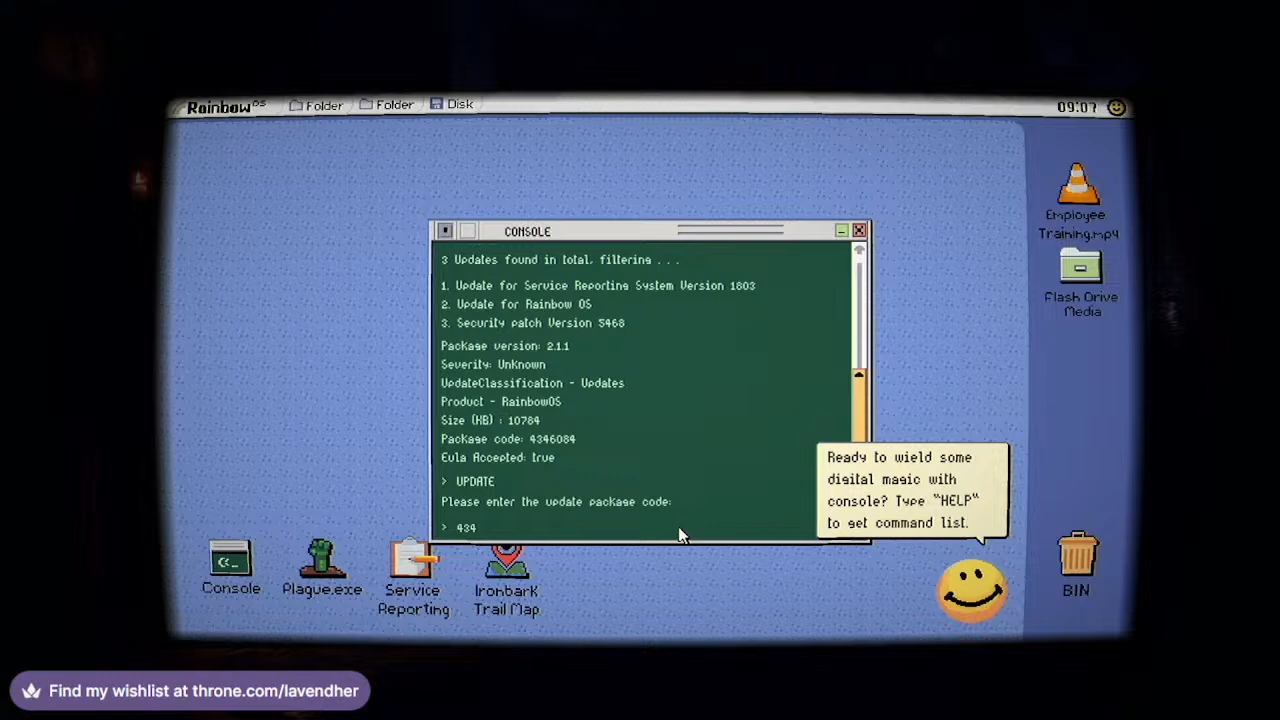 Rainbow OS
Folder
Folder
Disk
09:07
CONSOLE
3 Updates found in total, filtering . . .
1. Update for Service Reporting System Version 1803
2. Update for Rainbow OS
3. Security patch Version 5468
Package version: 2.1.1
Severity: Unknown
UpdateClassification - Updates
Product - RainbowOS
Size (KB) : 10784
Package code: 4346084
Eula Accepted: true
> UPDATE
Please enter the update package code:
> 434
Ready to wield some
digital magic with
console? Type "HELP"
to get command list.
Employee
Training.mp4
Flash Drive
Media
Console
Plague.exe
Service
Reporting
Ironbark
Trail Map
BIN
Find my wishlist at throne.com/lavendher